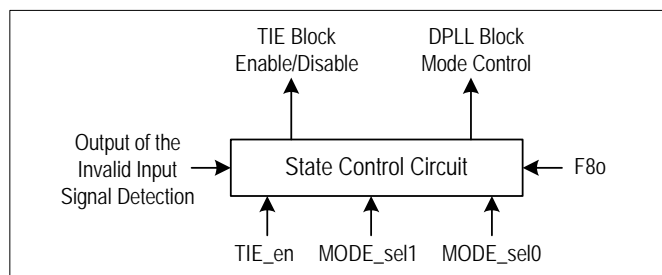 TIE Block
Enable/Disable
DPLL Block
Mode Control
Output of the
Invalid Input
Signal Detection
State Control Circuit
F8o
TIE_en
MODE_sel1
MODE_sel0